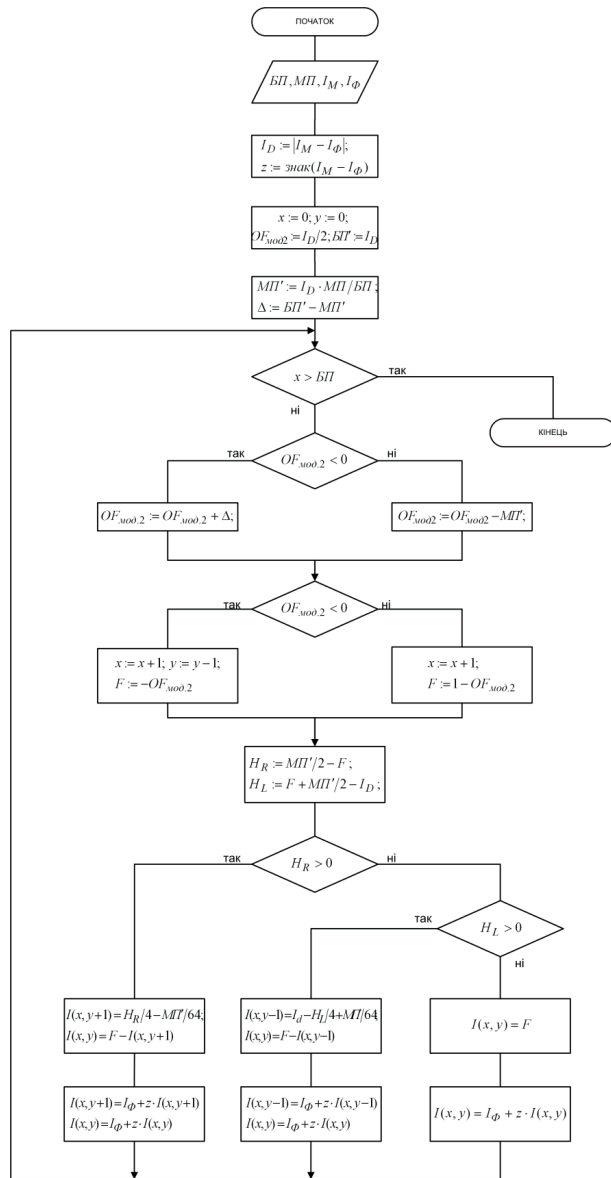 ПОЧАТОК
БП, МП, I_M, I_Ф
I_D := |I_M − I_Ф|;
z := знак(I_M − I_Ф)
x := 0; y := 0;
OF_мод2 := I_D/2; БП' := I_D
МП' := I_D · МП/БП;
Δ := БП' − МП'
x > БП
так
ні
КІНЕЦЬ
OF_мод.2 < 0
так
ні
OF_мод.2 := OF_мод.2 + Δ;
OF_мод2 := OF_мод2 − МП';
OF_мод.2 < 0
так
ні
x := x + 1; y := y − 1;
F := −OF_мод.2
x := x + 1;
F := 1 − OF_мод.2
H_R := МП'/2 − F;
H_L := F + МП'/2 − I_D;
H_R > 0
так
ні
H_L > 0
так
ні
I(x, y+1) = H_R/4 − МП'/64;
I(x, y) = F − I(x, y+1)
I(x, y−1) = I_d − H_L/4 + МП'/64;
I(x, y) = F − I(x, y−1)
I(x, y) = F
I(x, y+1) = I_Ф + z · I(x, y+1)
I(x, y) = I_Ф + z · I(x, y)
I(x, y−1) = I_Ф + z · I(x, y−1)
I(x, y) = I_Ф + z · I(x, y)
I(x, y) = I_Ф + z · I(x, y)